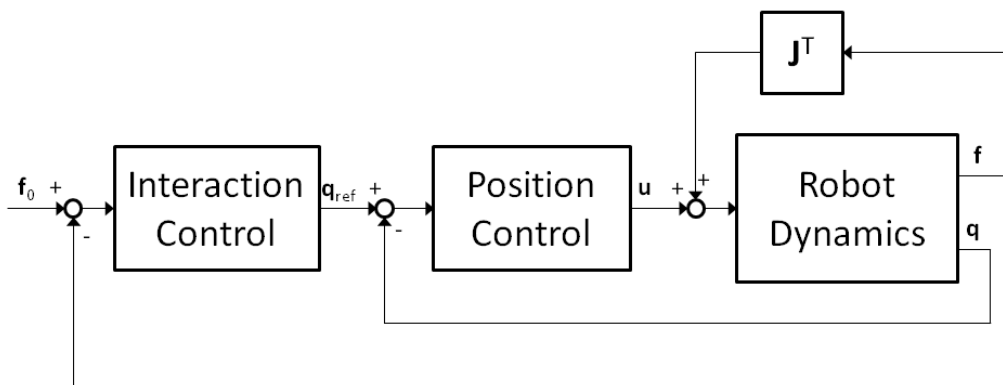 J^T
f
Interaction
Control
Position
Control
Robot
Dynamics
f_0
+
-
q_ref
+
-
u
+
+
q